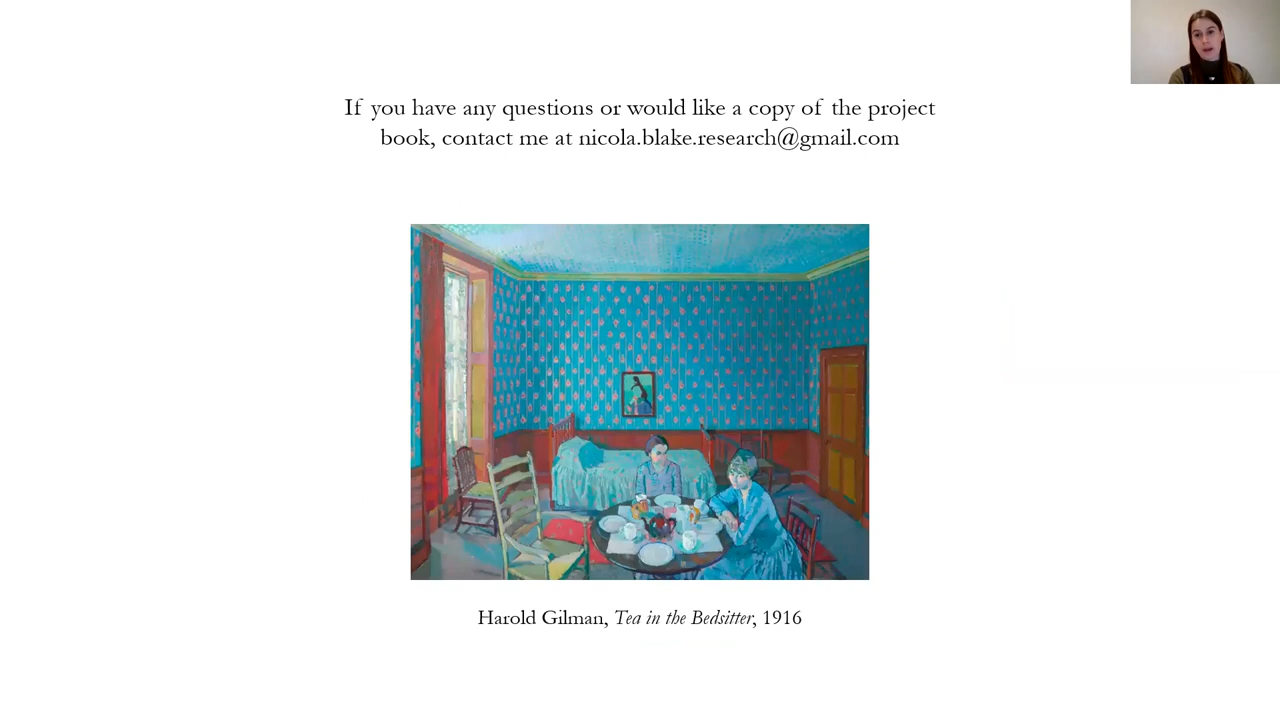 If you have any questions or would like a copy of the project
book, contact me at nicola.blake.research@gmail.com
Harold Gilman, Tea in the Bedsitter, 1916